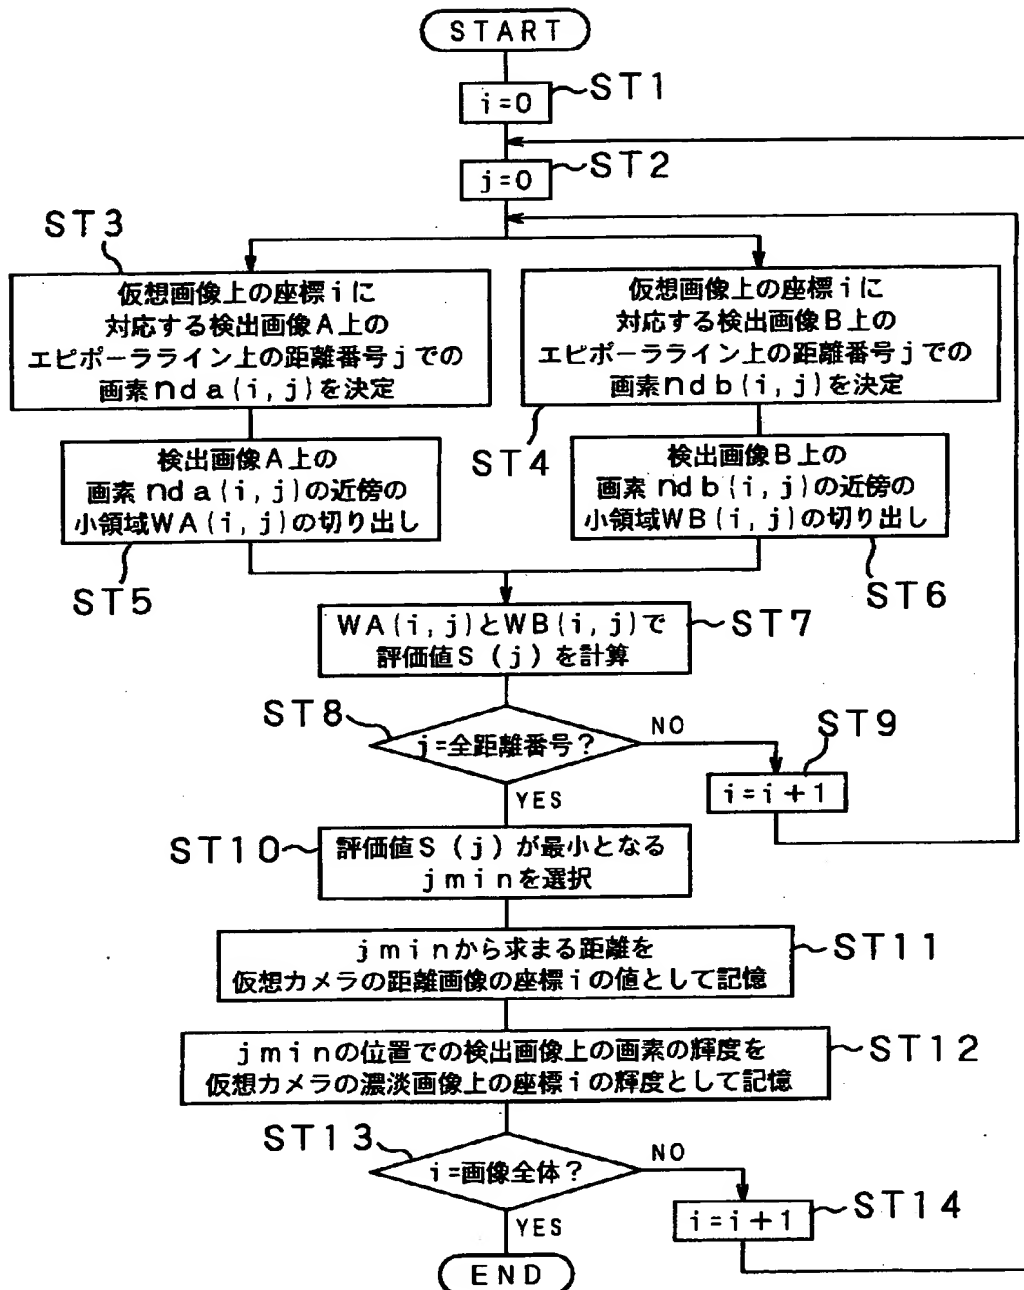 START
i=0
ST1
j=0
ST2
ST3
仮想画像上の座標iに
対応する検出画像A上の
エピポーラライン上の距離番号jでの
画素nda(i,j)を決定
仮想画像上の座標iに
対応する検出画像B上の
エピポーラライン上の距離番号jでの
画素ndb(i,j)を決定
ST4
検出画像A上の
画素nda(i,j)の近傍の
小領域WA(i,j)の切り出し
ST5
検出画像B上の
画素ndb(i,j)の近傍の
小領域WB(i,j)の切り出し
ST6
WA(i,j)とWB(i,j)で
評価値S(j)を計算
ST7
ST8
j=全距離番号?
NO
ST9
i=i+1
YES
ST10
評価値S(j)が最小となる
jminを選択
jminから求まる距離を
仮想カメラの距離画像の座標iの値として記憶
ST11
jminの位置での検出画像上の画素の輝度を
仮想カメラの濃淡画像上の座標iの輝度として記憶
ST12
ST13
i=画像全体?
NO
i=i+1
ST14
YES
END